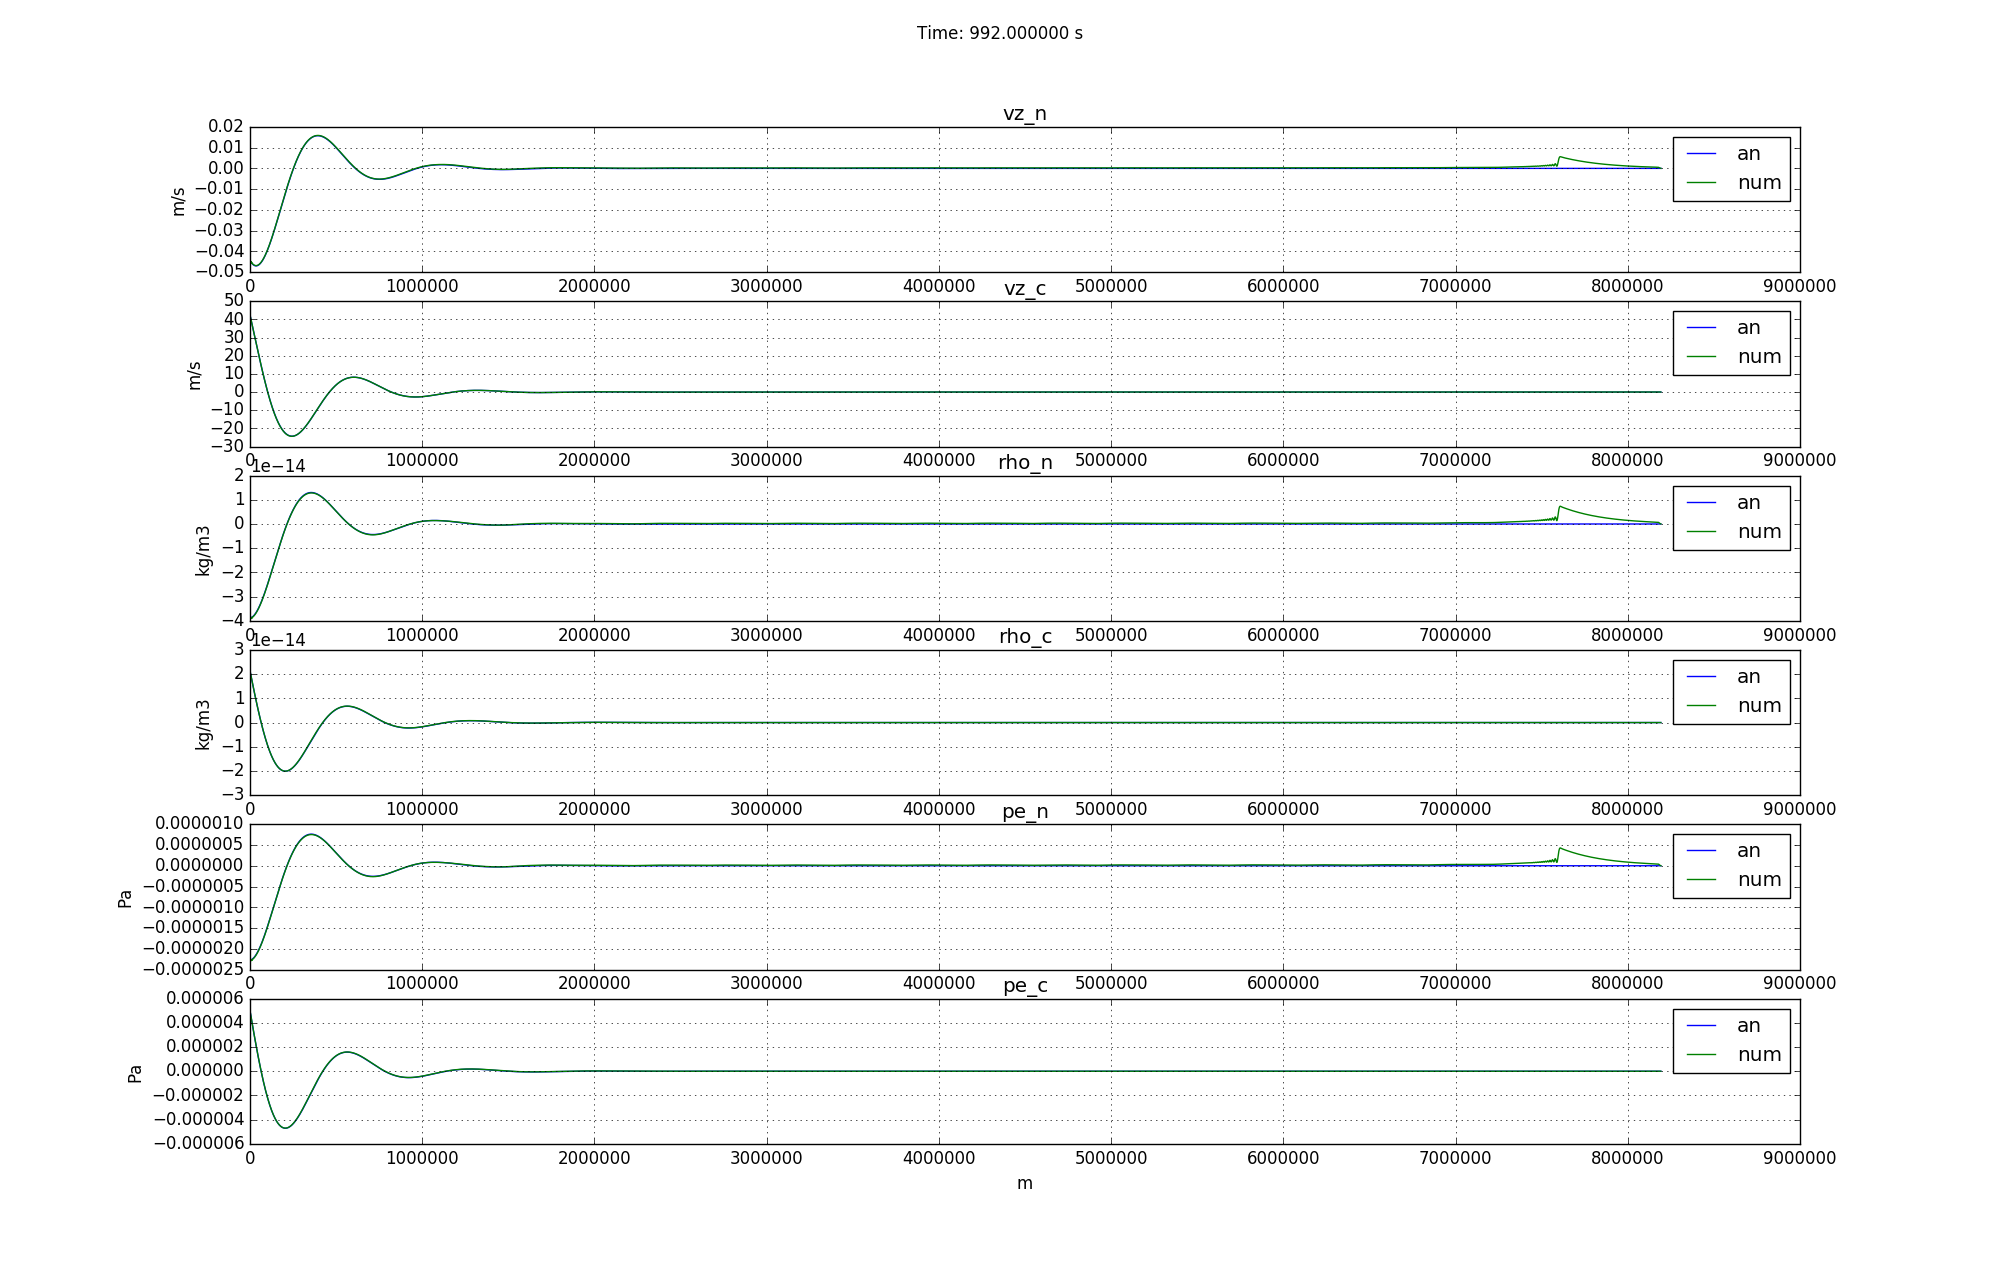 Time: 992.000000 s
vz_n
0.02
0.01
0.00
−0.01
−0.02
−0.03
−0.04
−0.05
m/s
an
num
0 1000000 2000000 3000000 4000000 5000000 6000000 7000000 8000000 9000000
vz_c
50
40
30
20
10
0
−10
−20
−30
m/s
an
num
0 1000000 2000000 3000000 4000000 5000000 6000000 7000000 8000000 9000000
1e−14
rho_n
2
1
0
−1
−2
−3
−4
kg/m3
an
num
0 1000000 2000000 3000000 4000000 5000000 6000000 7000000 8000000 9000000
1e−14
rho_c
3
2
1
0
−1
−2
−3
kg/m3
an
num
0 1000000 2000000 3000000 4000000 5000000 6000000 7000000 8000000 9000000
pe_n
0.0000010
0.0000005
0.0000000
−0.0000005
−0.0000010
−0.0000015
−0.0000020
−0.0000025
Pa
an
num
0 1000000 2000000 3000000 4000000 5000000 6000000 7000000 8000000 9000000
pe_c
0.000006
0.000004
0.000002
0.000000
−0.000002
−0.000004
−0.000006
Pa
an
num
0 1000000 2000000 3000000 4000000 5000000 6000000 7000000 8000000 9000000
m